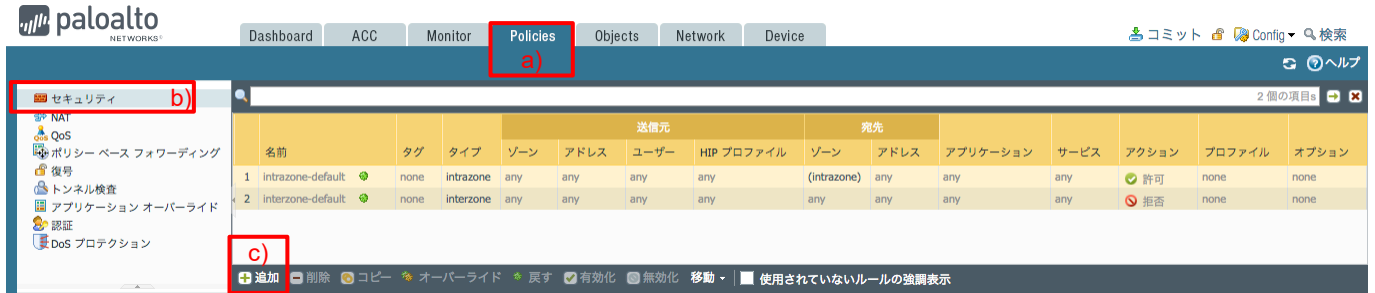 paloalto
NETWORKS®
Dashboard ACC Monitor Policies Objects Network Device
コミット Config 検索
a)
ヘルプ
セキュリティ b)
NAT
QoS
ポリシー ベース フォワーディング
復号
トンネル検査
アプリケーション オーバーライド
認証
DoS プロテクション
2 個の項目s
送信元 宛先
名前 タグ タイプ ゾーン アドレス ユーザー HIP プロファイル ゾーン アドレス アプリケーション サービス アクション プロファイル オプション
1 intrazone-default none intrazone any any any any (intrazone) any any any 許可 none none
2 interzone-default none interzone any any any any any any any any 拒否 none none
c)
追加 削除 コピー オーバーライド 戻す 有効化 無効化 移動 使用されていないルールの強調表示